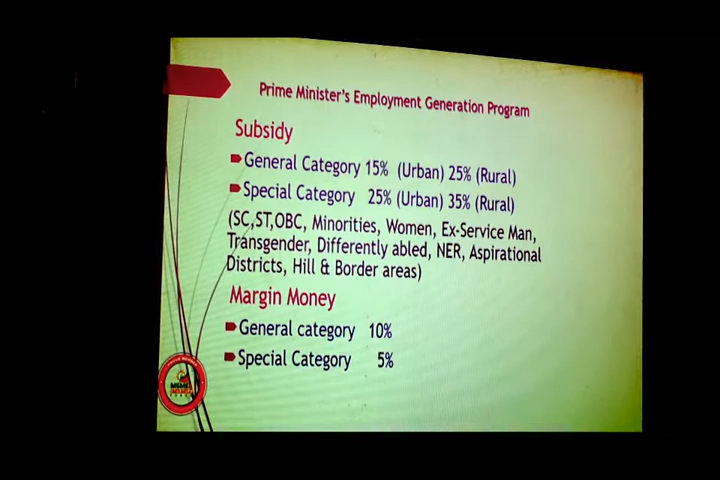 Prime Minister's Employment Generation Program
Subsidy
General Category 15% (Urban) 25% (Rural)
Special Category 25% (Urban) 35% (Rural)
(SC,ST,OBC, Minorities, Women, Ex-Service Man,
Transgender, Differently abled, NER, Aspirational
Districts, Hill & Border areas)
Margin Money
General category 10%
Special Category 5%